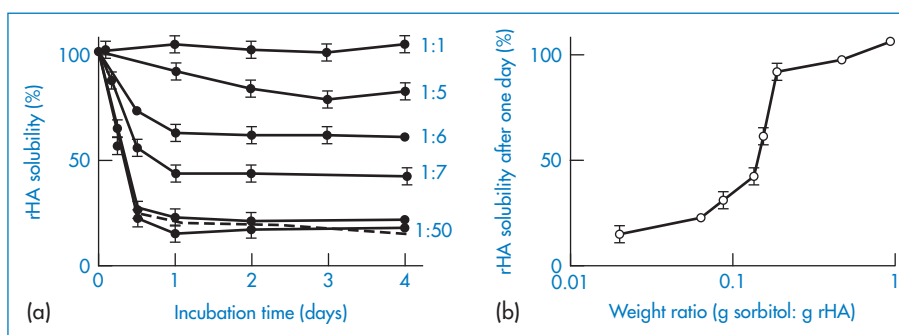 rHA solubility (%)
100
50
0
1:1
1:5
1:6
1:7
1:50
0 1 2 3 4
(a)
Incubation time (days)
rHA solubility after one day (%)
100
50
0
0.01 0.1 1
(b)
Weight ratio (g sorbitol: g rHA)